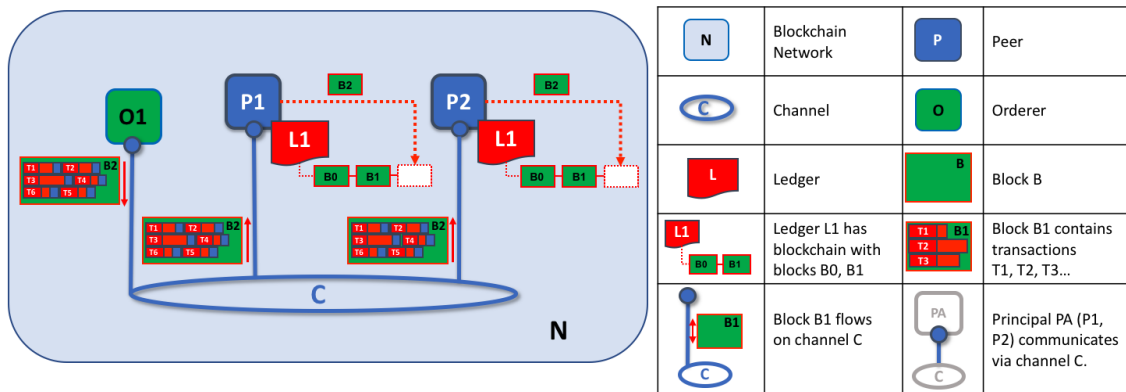 B2
B2
P1
P2
O1
L1
L1
B2
T1 T2
T3 T4
T6 T5
B0 B1
B0 B1
B2
T1 T2
T3 T4
T6 T5
B2
T1 T2
T3 T4
T6 T5
C
N
N
Blockchain
Network
P
Peer
C
Channel
O
Orderer
L
Ledger
B
Block B
L1
B0 B1
Ledger L1 has
blockchain with
blocks B0, B1
B1
T1
T2
T3
Block B1 contains
transactions
T1, T2, T3...
B1
C
Block B1 flows
on channel C
PA
C
Principal PA (P1,
P2) communicates
via channel C.